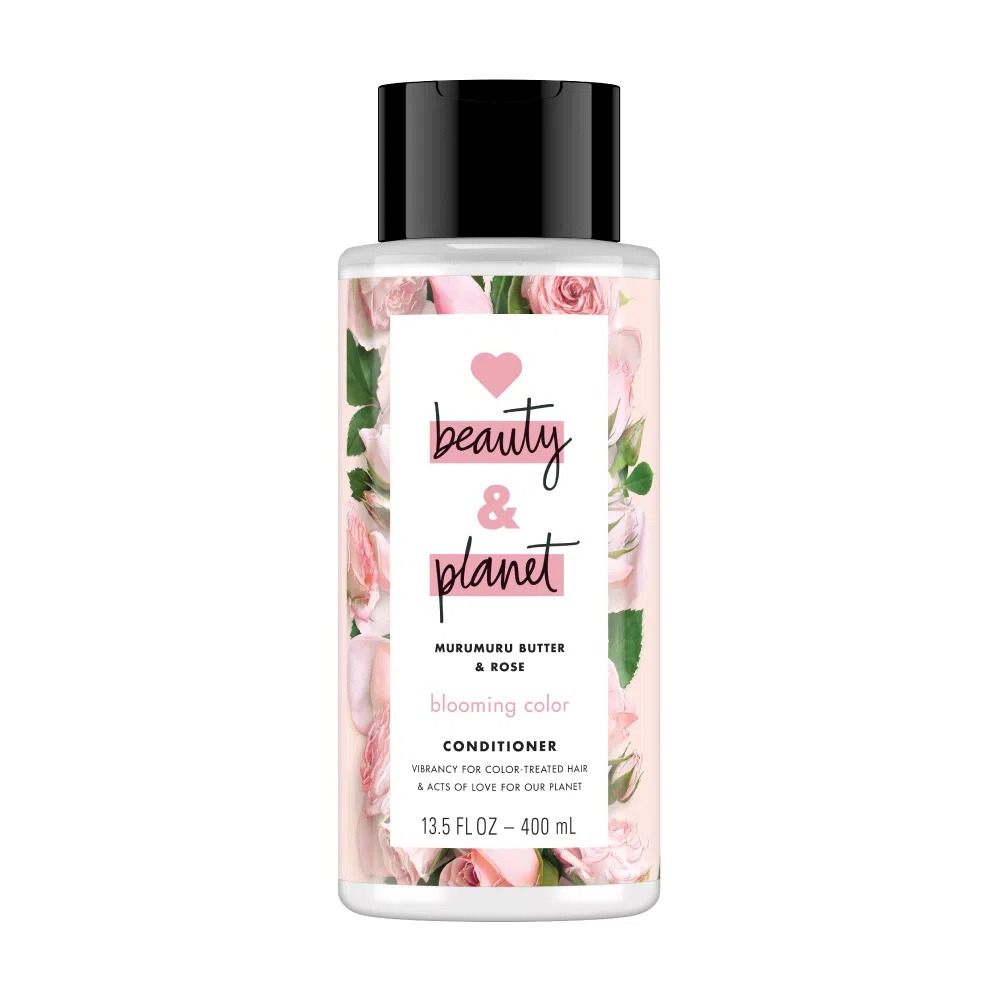 beauty
&
planet
MURUMURU BUTTER
& ROSE
blooming color
CONDITIONER
VIBRANCY FOR COLOR-TREATED HAIR
& ACTS OF LOVE FOR OUR PLANET
13.5 FL OZ – 400 mL